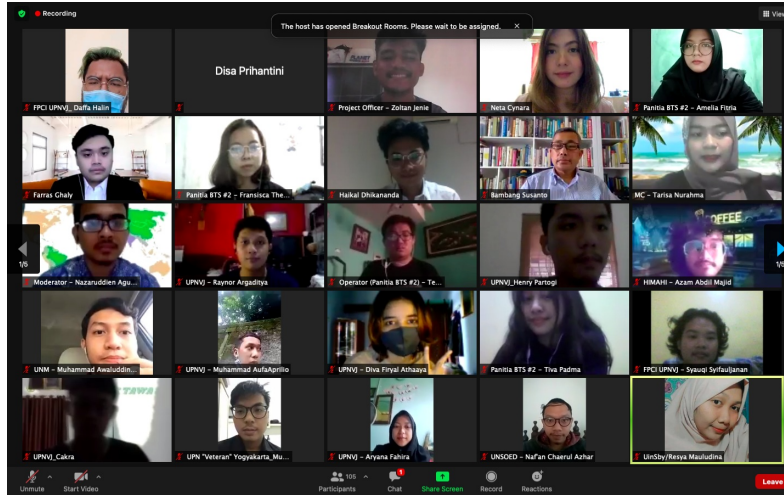 Recording
The host has opened Breakout Rooms. Please wait to be assigned.
View
FPCI UPNVJ_ Daffa Halin
Disa Prihantini
Project Officer - Zoltan Jenie
Neta Cynara
Panitia BTS #2 - Amelia Fitria
Farras Ghaly
Panitia BTS #2 - Fransisca The...
Haikal Dhikananda
Bambang Susanto
MC - Tarisa Nurahma
1/5
Moderator - Nazaruddien Agu...
UPNVJ - Raynor Argaditya
Operator (Panitia BTS #2) - Te...
UPNVJ_Henry Partogi
COFFEE
HIMAHI - Azam Abdil Majid
1/5
UNM - Muhammad Awaluddin...
UPNVJ - Muhammad AufaAprilio
UPNVJ - Diva Firyal Athaaya
Panitia BTS #2 - Tiva Padma
FPCI UPNVJ - Syauqi Syifauljanan
UPNVJ_Cakra
UPN "Veteran" Yogyakarta_Mu...
UPNVJ - Aryana Fahira
UNSOED - Naf'an Chaerul Azhar
UinSby/Resya Mauludina
Unmute
Start Video
Participants
105
Chat
1
Share Screen
Record
Reactions
Leave